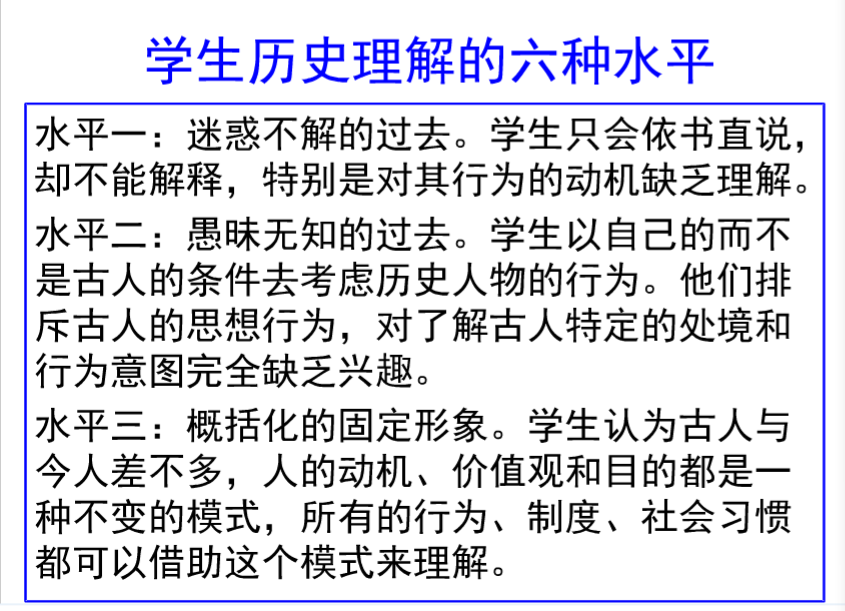 学生历史理解的六种水平
水平一：迷惑不解的过去。学生只会依书直说，
却不能解释，特别是对其行为的动机缺乏理解。
水平二：愚昧无知的过去。学生以自己的而不
是古人的条件去考虑历史人物的行为。他们排
斥古人的思想行为，对了解古人特定的处境和
行为意图完全缺乏兴趣。
水平三：概括化的固定形象。学生认为古人与
今人差不多，人的动机、价值观和目的都是一
种不变的模式，所有的行为、制度、社会习惯
都可以借助这个模式来理解。